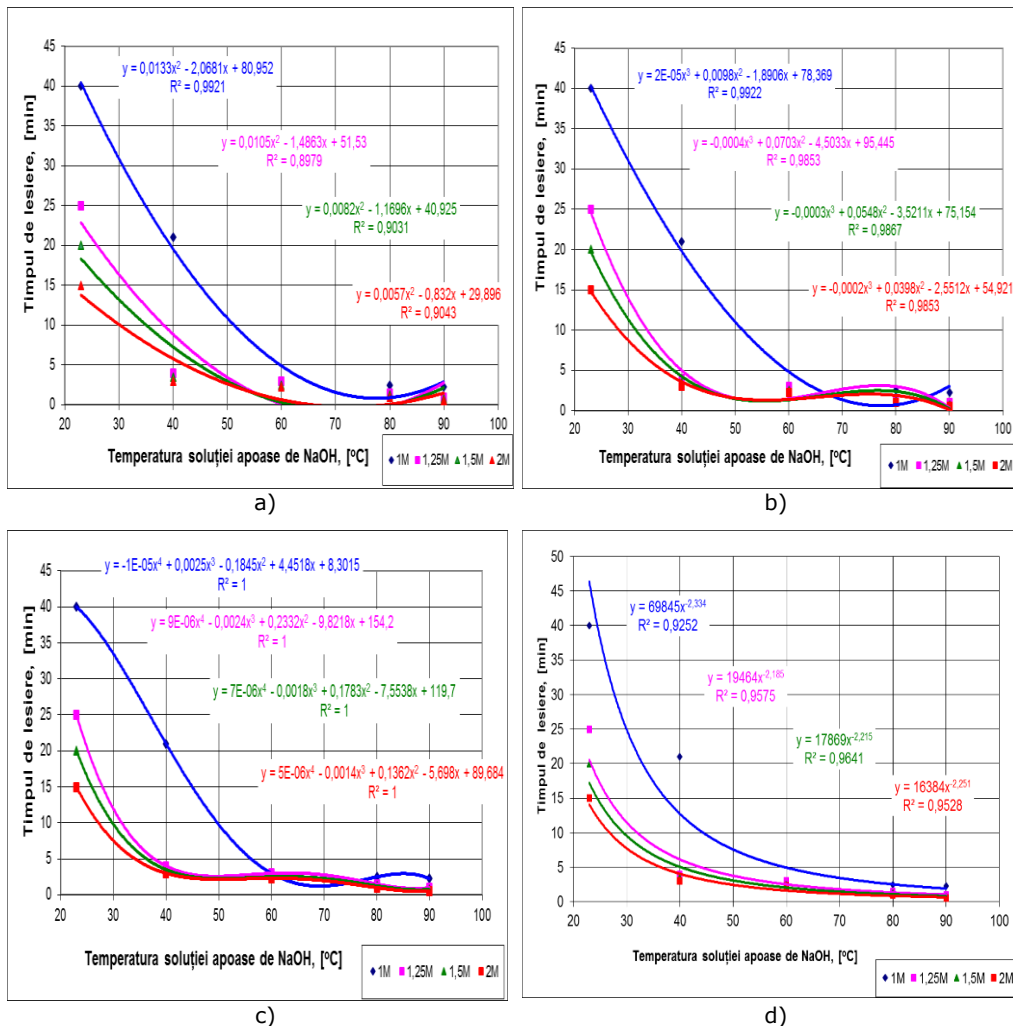 y = 0,0133x² - 2,0681x + 80,952
R² = 0,9921
y = 0,0105x² - 1,4863x + 51,53
R² = 0,8979
y = 0,0082x² - 1,1696x + 40,925
R² = 0,9031
y = 0,0057x² - 0,832x + 29,896
R² = 0,9043
45
40
35
30
25
20
15
10
5
0
20 30 40 50 60 70 80 90 100
Timpul de lesiere, [min]
Temperatura soluției apoase de NaOH, [ºC]
1M 1,25M 1,5M 2M
a)
y = 2E-05x³ + 0,0098x² - 1,8906x + 78,369
R² = 0,9922
y = -0,0004x³ + 0,0703x² - 4,5033x + 95,445
R² = 0,9853
y = -0,0003x³ + 0,0548x² - 3,5211x + 75,154
R² = 0,9867
y = -0,0002x³ + 0,0398x² - 2,5512x + 54,921
R² = 0,9853
45
40
35
30
25
20
15
10
5
0
20 30 40 50 60 70 80 90 100
Timpul de lesiere, [min]
Temperatura soluției apoase de NaOH, [ºC]
1M 1,25M 1,5M 2M
b)
y = -1E-05x⁴ + 0,0025x³ - 0,1845x² + 4,4518x + 8,3015
R² = 1
y = 9E-06x⁴ - 0,0024x³ + 0,2332x² - 9,8218x + 154,2
R² = 1
y = 7E-06x⁴ - 0,0018x³ + 0,1783x² - 7,5538x + 119,7
R² = 1
y = 5E-06x⁴ - 0,0014x³ + 0,1362x² - 5,698x + 89,684
R² = 1
45
40
35
30
25
20
15
10
5
0
20 30 40 50 60 70 80 90 100
Timpul de lesiere, [min]
Temperatura soluției apoase de NaOH, [ºC]
1M 1,25M 1,5M 2M
c)
y = 69845x⁻²,³³⁴
R² = 0,9252
y = 19464x⁻²,¹⁸⁵
R² = 0,9575
y = 17869x⁻²,²¹⁵
R² = 0,9641
y = 16384x⁻²,²⁵¹
R² = 0,9528
50
45
40
35
30
25
20
15
10
5
0
20 30 40 50 60 70 80 90 100
Timpul de lesiere, [min]
Temperatura soluției apoase de NaOH, [ºC]
1M 1,25M 1,5M 2M
d)